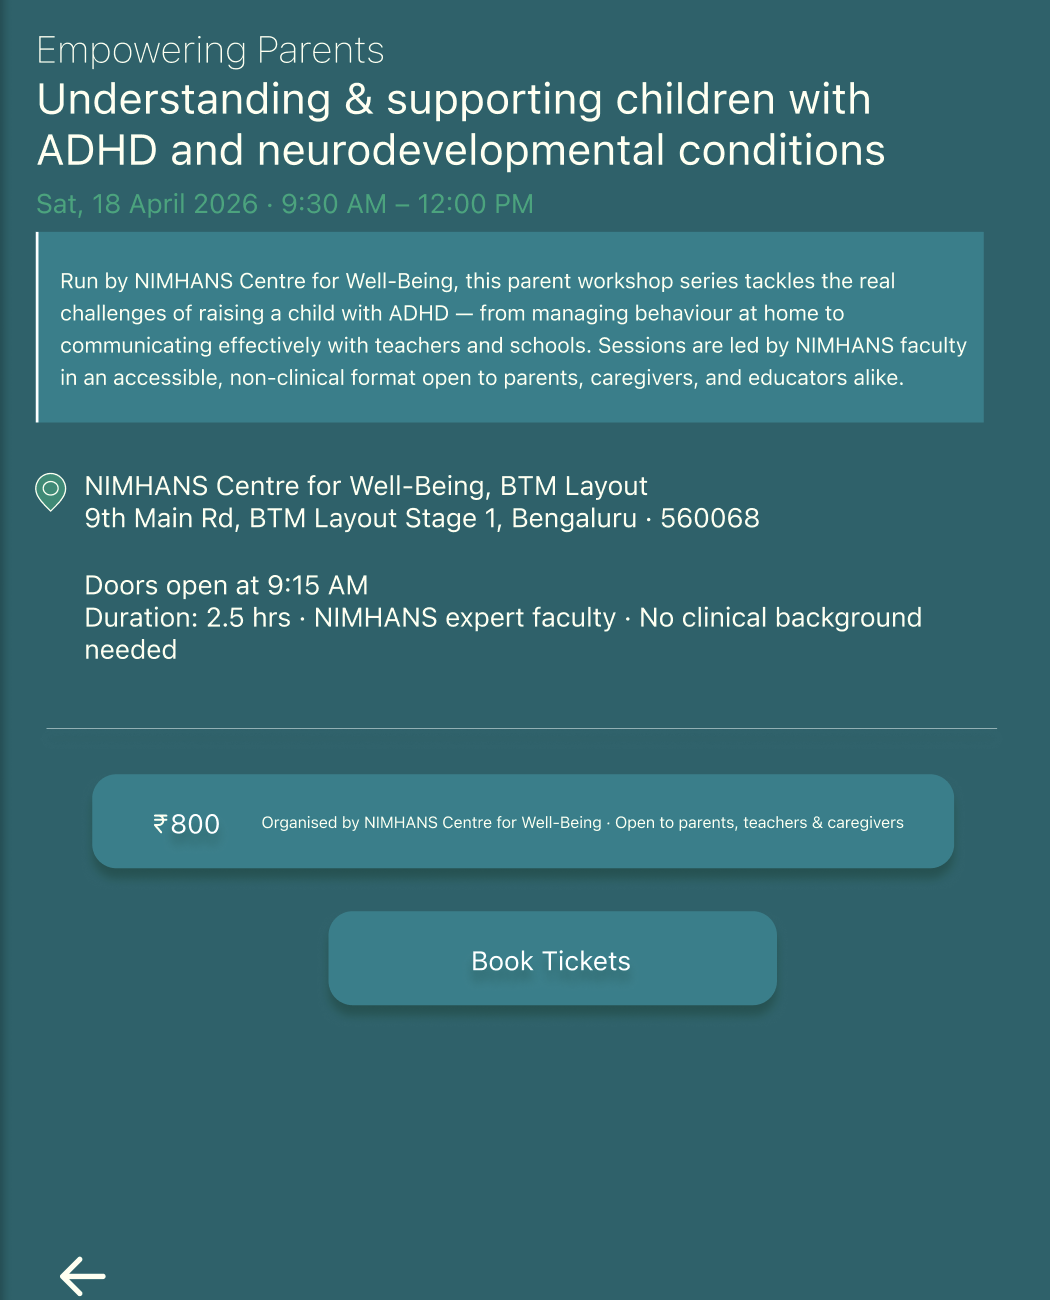 Empowering Parents
Understanding & supporting children with
ADHD and neurodevelopmental conditions
Sat, 18 April 2026 · 9:30 AM – 12:00 PM
Run by NIMHANS Centre for Well-Being, this parent workshop series tackles the real
challenges of raising a child with ADHD — from managing behaviour at home to
communicating effectively with teachers and schools. Sessions are led by NIMHANS faculty
in an accessible, non-clinical format open to parents, caregivers, and educators alike.
NIMHANS Centre for Well-Being, BTM Layout
9th Main Rd, BTM Layout Stage 1, Bengaluru · 560068
Doors open at 9:15 AM
Duration: 2.5 hrs · NIMHANS expert faculty · No clinical background
needed
₹800
Organised by NIMHANS Centre for Well-Being · Open to parents, teachers & caregivers
Book Tickets